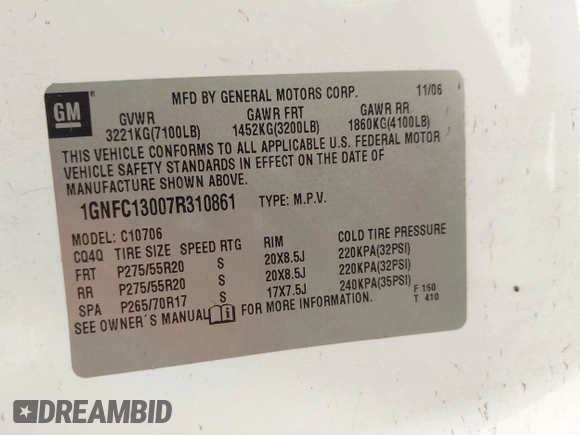 GM
®
MFD BY GENERAL MOTORS CORP. 11/06
GVWR GAWR FRT GAWR RR
3221KG(7100LB) 1452KG(3200LB) 1860KG(4100LB)
THIS VEHICLE CONFORMS TO ALL APPLICABLE U.S. FEDERAL MOTOR
VEHICLE SAFETY STANDARDS IN EFFECT ON THE DATE OF
MANUFACTURE SHOWN ABOVE.
1GNFC13007R310861 TYPE: M.P.V.
MODEL: C10706
CQ4Q TIRE SIZE SPEED RTG RIM COLD TIRE PRESSURE
FRT P275/55R20 S 20X8.5J 220KPA(32PSI)
RR P275/55R20 S 20X8.5J 220KPA(32PSI)
SPA P265/70R17 S 17X7.5J 240KPA(35PSI)
SEE OWNER'S MANUAL FOR MORE INFORMATION. F 150
T 410
DREAMBID